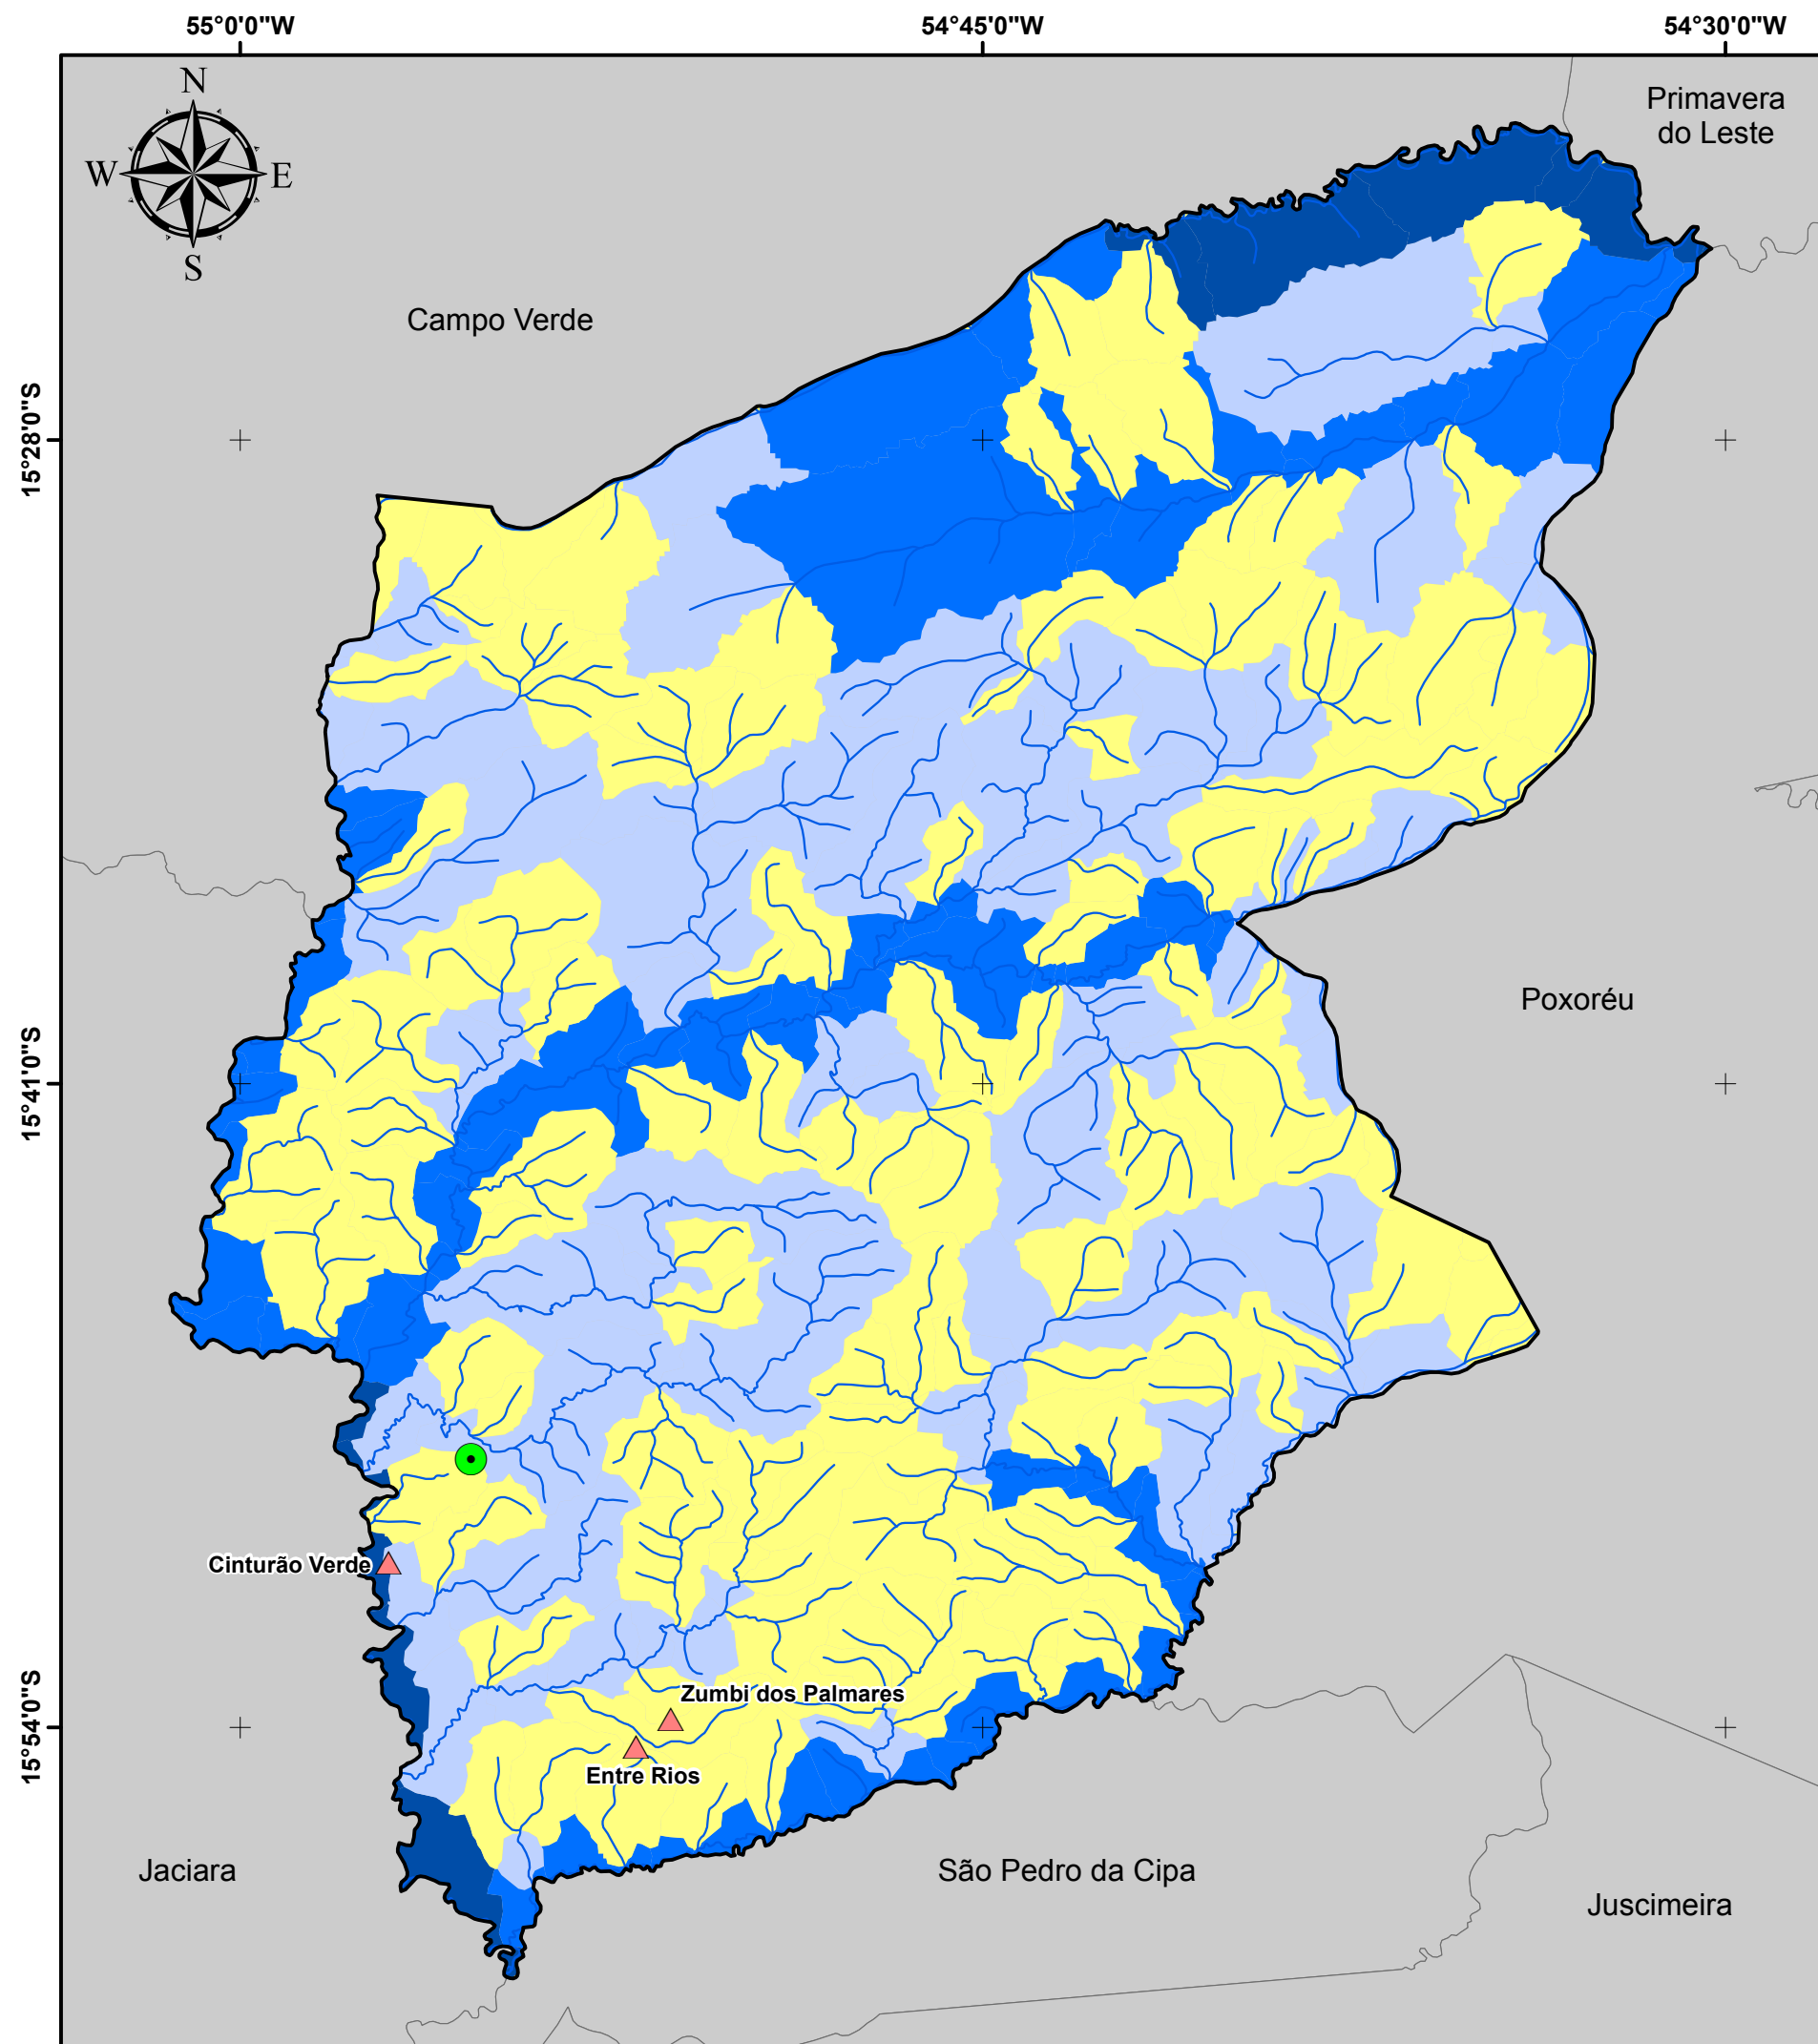 55°0'0"W
54°45'0"W
54°30'0"W
Primavera
do Leste
N
W
E
S
Campo Verde
15°28'0"S
Poxoréu
15°41'0"S
Cinturão Verde
Zumbi dos Palmares
15°54'0"S
Entre Rios
Jaciara
São Pedro da Cipa
Juscimeira